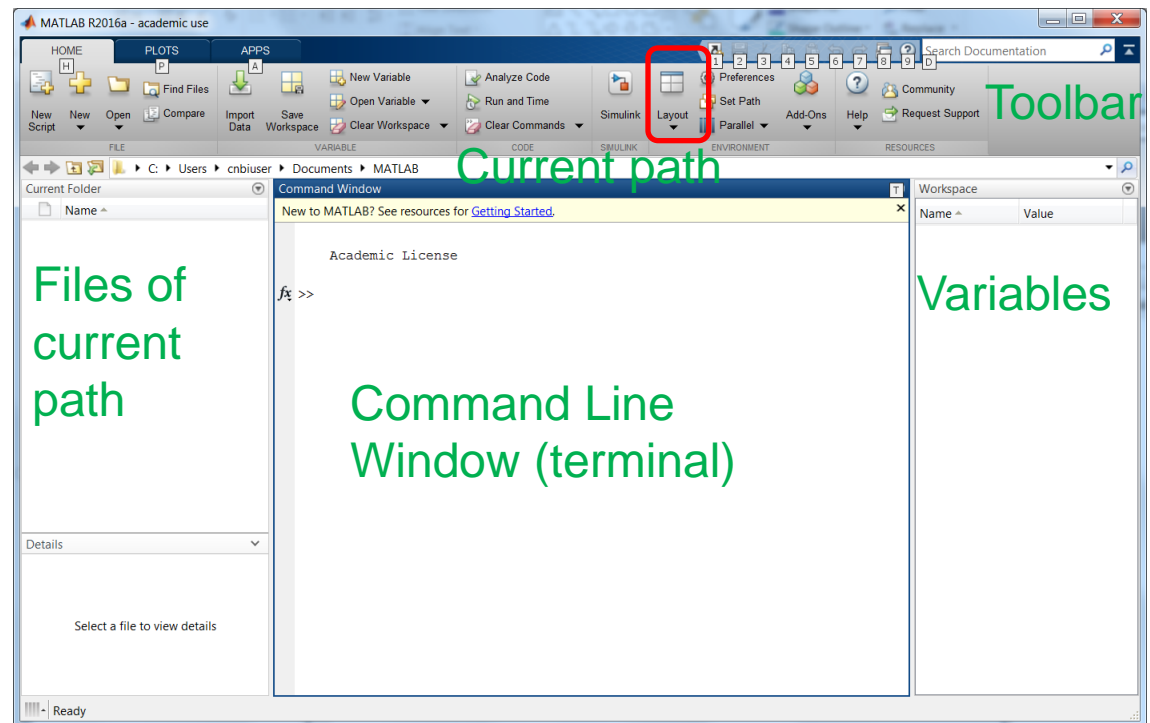 MATLAB R2016a - academic use
HOME PLOTS APPS Search Documentation
H P A 1 2 3 4 5 6 7 8 9 D
New Script
New
Open
Find Files
Compare
FILE
Import Data
Save Workspace
New Variable
Open Variable
Clear Workspace
VARIABLE
Analyze Code
Run and Time
Clear Commands
CODE
Simulink
SIMULINK
Layout
Preferences
Set Path
Parallel
Add-Ons
ENVIRONMENT
Help
Community
Request Support
RESOURCES
Toolbar
C: Users cnbiuser Documents MATLAB
Current path
Current Folder
Name
Files of
current
path
Details
Select a file to view details
Command Window T
New to MATLAB? See resources for Getting Started.
Academic License
fx >>
Command Line
Window (terminal)
Workspace
Name Value
Variables
Ready